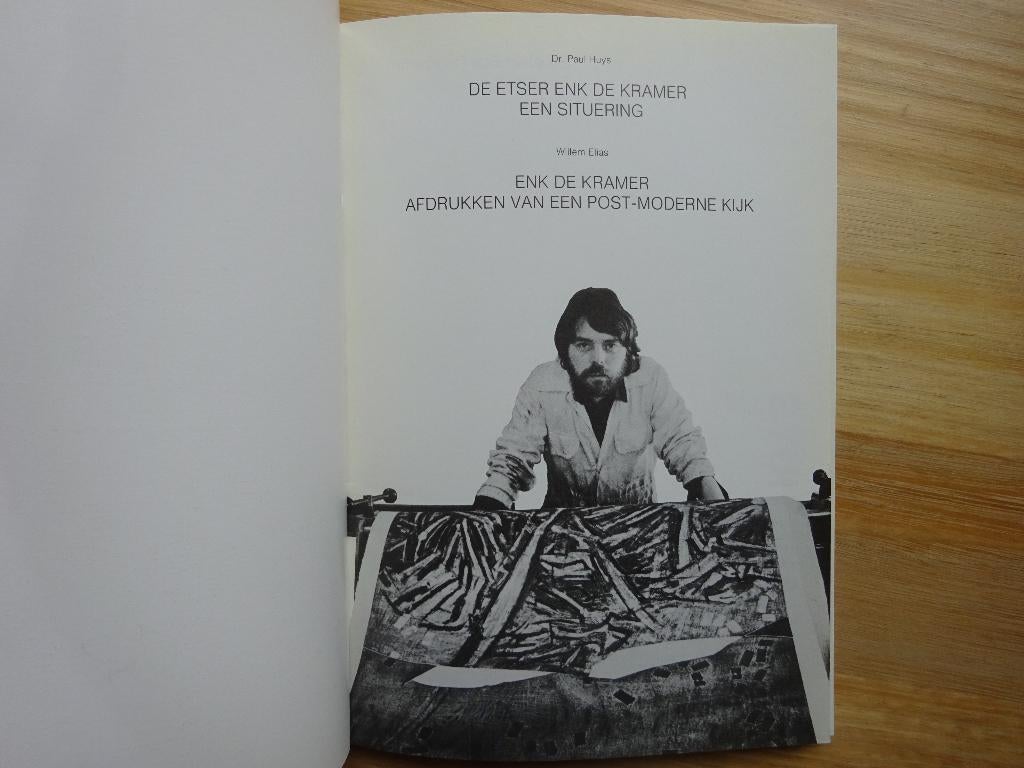 Dr. Paul Huys
DE ETSER ENK DE KRAMER
EEN SITUERING
Willem Elias
ENK DE KRAMER
AFDRUKKEN VAN EEN POST-MODERNE KIJK